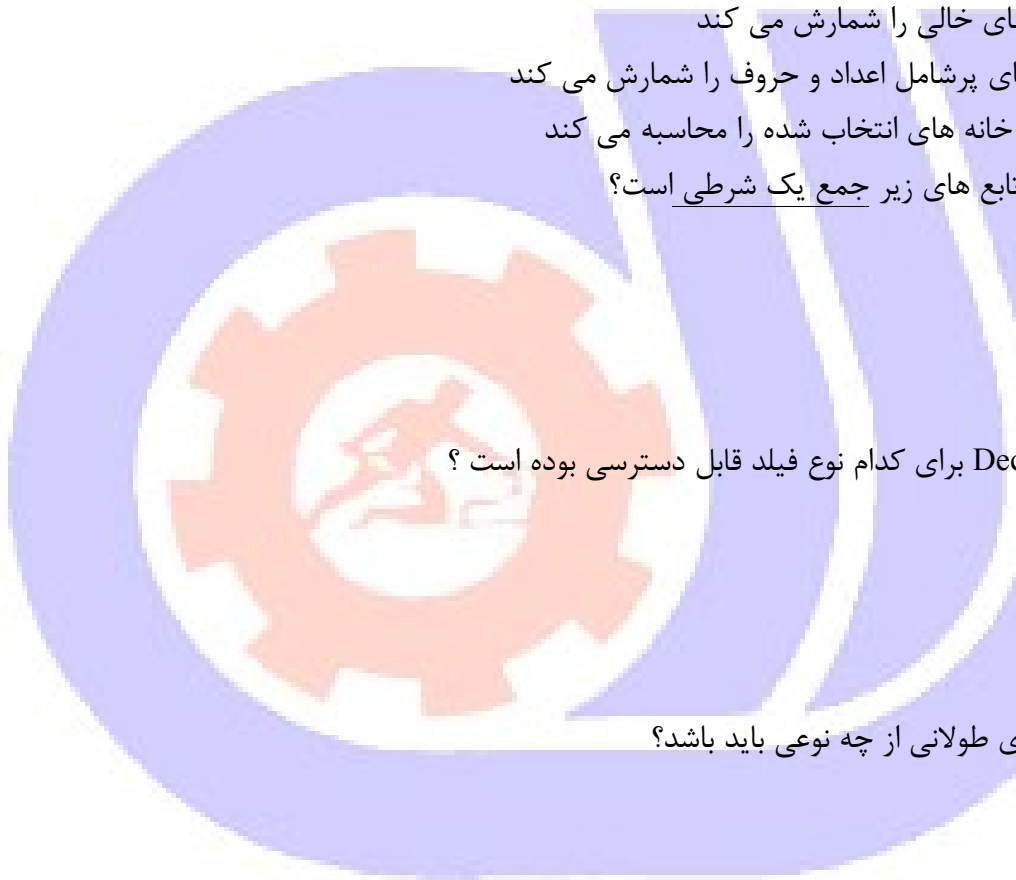 ای خالی را شمارش می کند
ای پرشامل اعداد و حروف را شمارش می کند
خانه های انتخاب شده را محاسبه می کند
تابع های زیر جمع یک شرطی است؟
Dec برای کدام نوع فیلد قابل دسترسی بوده است ؟
ی طولانی از چه نوعی باید باشد؟